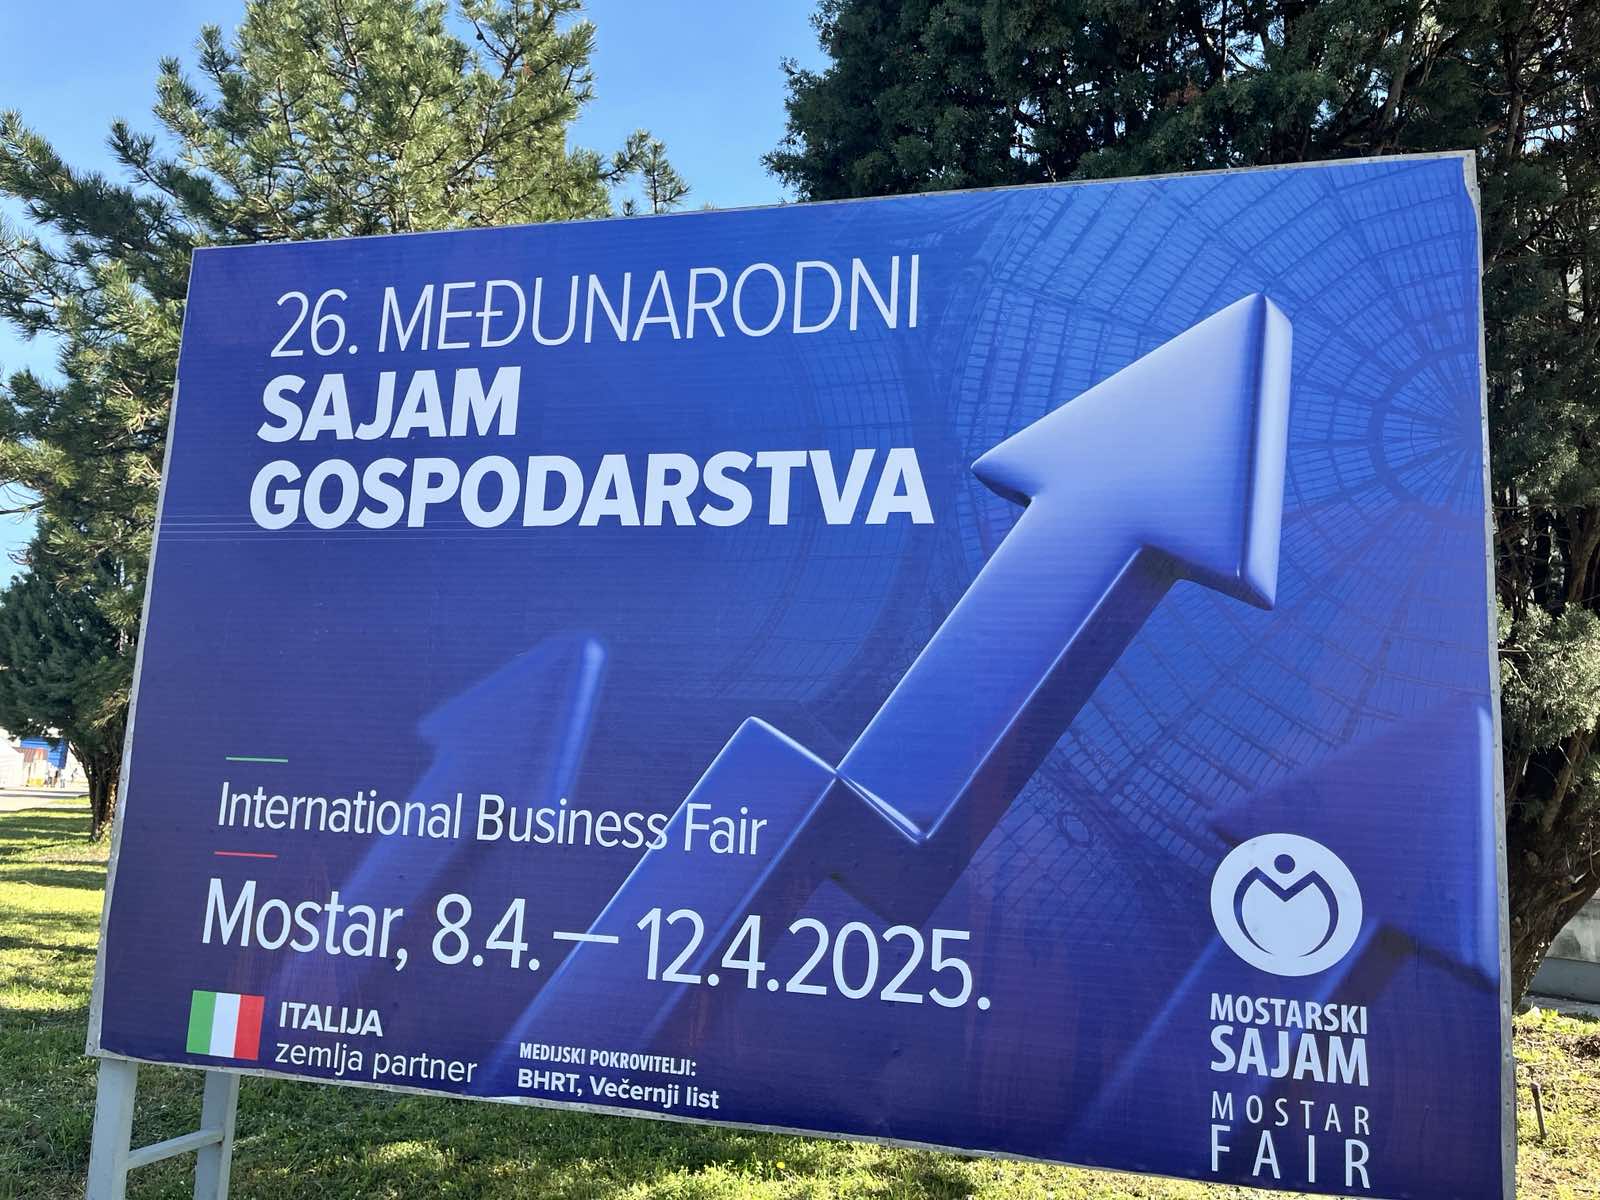 26. MEĐUNARODNI
SAJAM
GOSPODARSTVA
International Business Fair
Mostar, 8.4. — 12.4.2025.
ITALIJA
zemlja partner
MEDIJSKI POKROVITELJI:
BHRT, Večernji list
MOSTARSKI
SAJAM
MOSTAR
FAIR